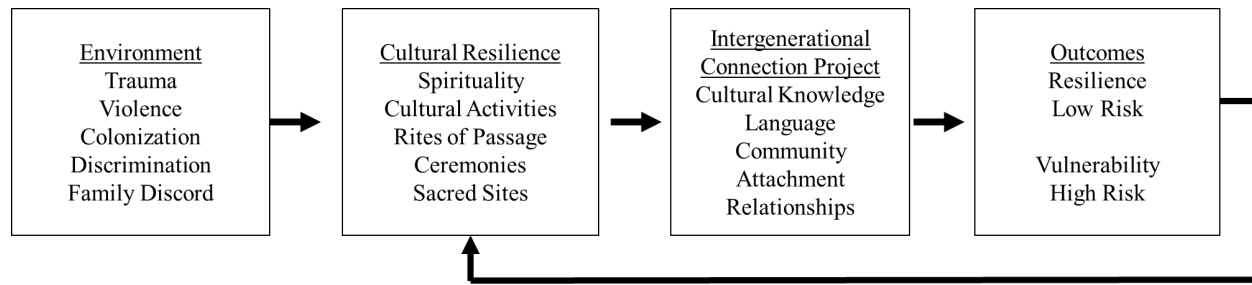 Environment
Trauma
Violence
Colonization
Discrimination
Family Discord
Cultural Resilience
Spirituality
Cultural Activities
Rites of Passage
Ceremonies
Sacred Sites
Intergenerational
Connection Project
Cultural Knowledge
Language
Community
Attachment
Relationships
Outcomes
Resilience
Low Risk
Vulnerability
High Risk